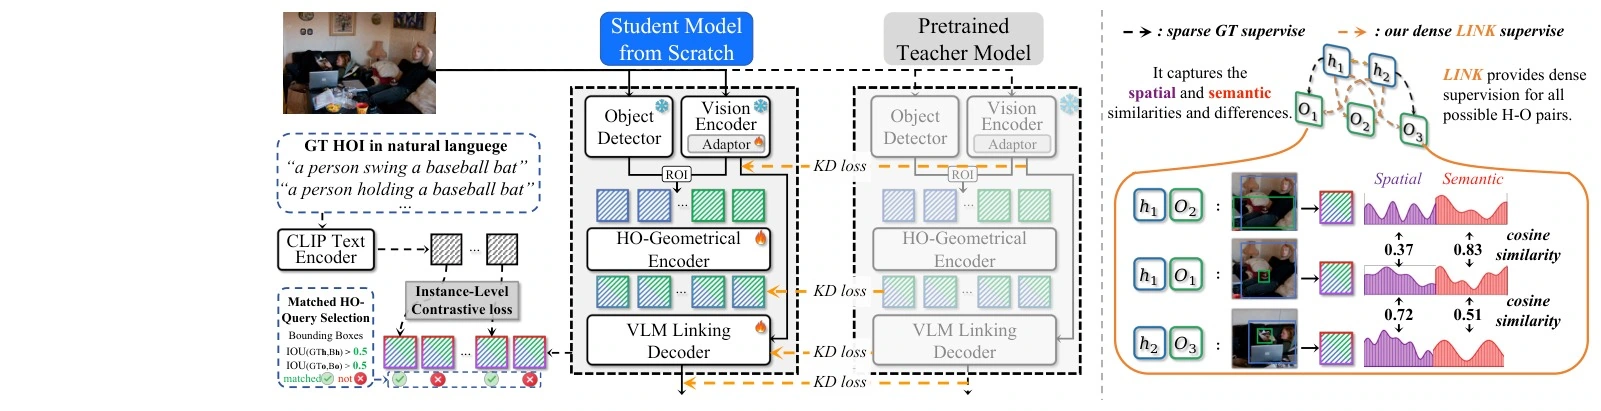 Student Model
from Scratch
Pretrained
Teacher Model
GT HOI in natural languege
“a person swing a baseball bat”
“a person holding a baseball bat”
...
CLIP Text
Encoder
...
Instance-Level
Contrastive loss
Matched HO-
Query Selection
Bounding Boxes
IOU(GTh,Bh) > 0.5
IOU(GTo,Bo) > 0.5
matched not
...
Object
Detector
Vision
Encoder
Adaptor
ROI
...
HO-Geometrical
Encoder
...
VLM Linking
Decoder
KD loss
KD loss
KD loss
KD loss
Object
Detector
Vision
Encoder
Adaptor
ROI
...
HO-Geometrical
Encoder
...
VLM Linking
Decoder
: sparse GT supervise
: our dense LINK supervise
It captures the
spatial and semantic
similarities and differences.
h1
h2
O1
O2
O3
LINK provides dense
supervision for all
possible H-O pairs.
Spatial Semantic
h1 O2 :
0.37 0.83
cosine
similarity
h1 O1 :
0.72 0.51
cosine
similarity
h2 O3 :